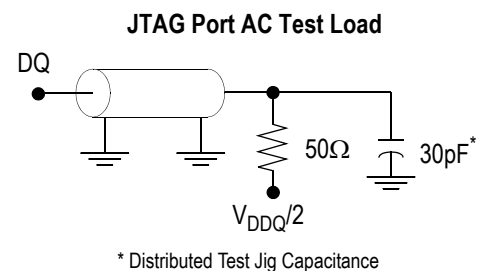 JTAG Port AC Test Load
DQ
50Ω
30pF*
VDDQ/2
* Distributed Test Jig Capacitance